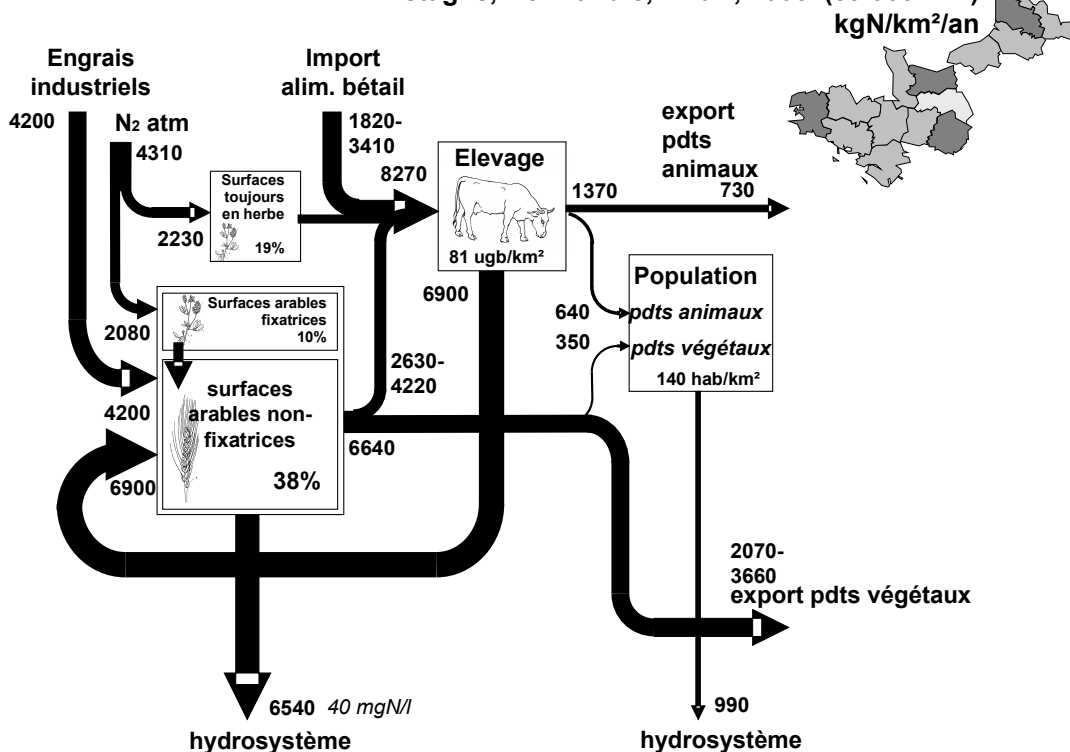 kgN/km²/an
Engrais
industriels
Import
alim. bétail
4200
N2 atm
4310
1820-
3410
8270
export
pdts
animaux
730
1370
Elevage
81 ugb/km²
Surfaces
toujours
en herbe
19%
2230
6900
Population
pdts animaux
pdts végétaux
140 hab/km²
640
350
Surfaces arables
fixatrices
10%
2080
2630-
4220
surfaces
arables non-
fixatrices
38%
4200
6640
6900
2070-
3660
export pdts végétaux
6540 40 mgN/l
hydrosystème
990
hydrosystème